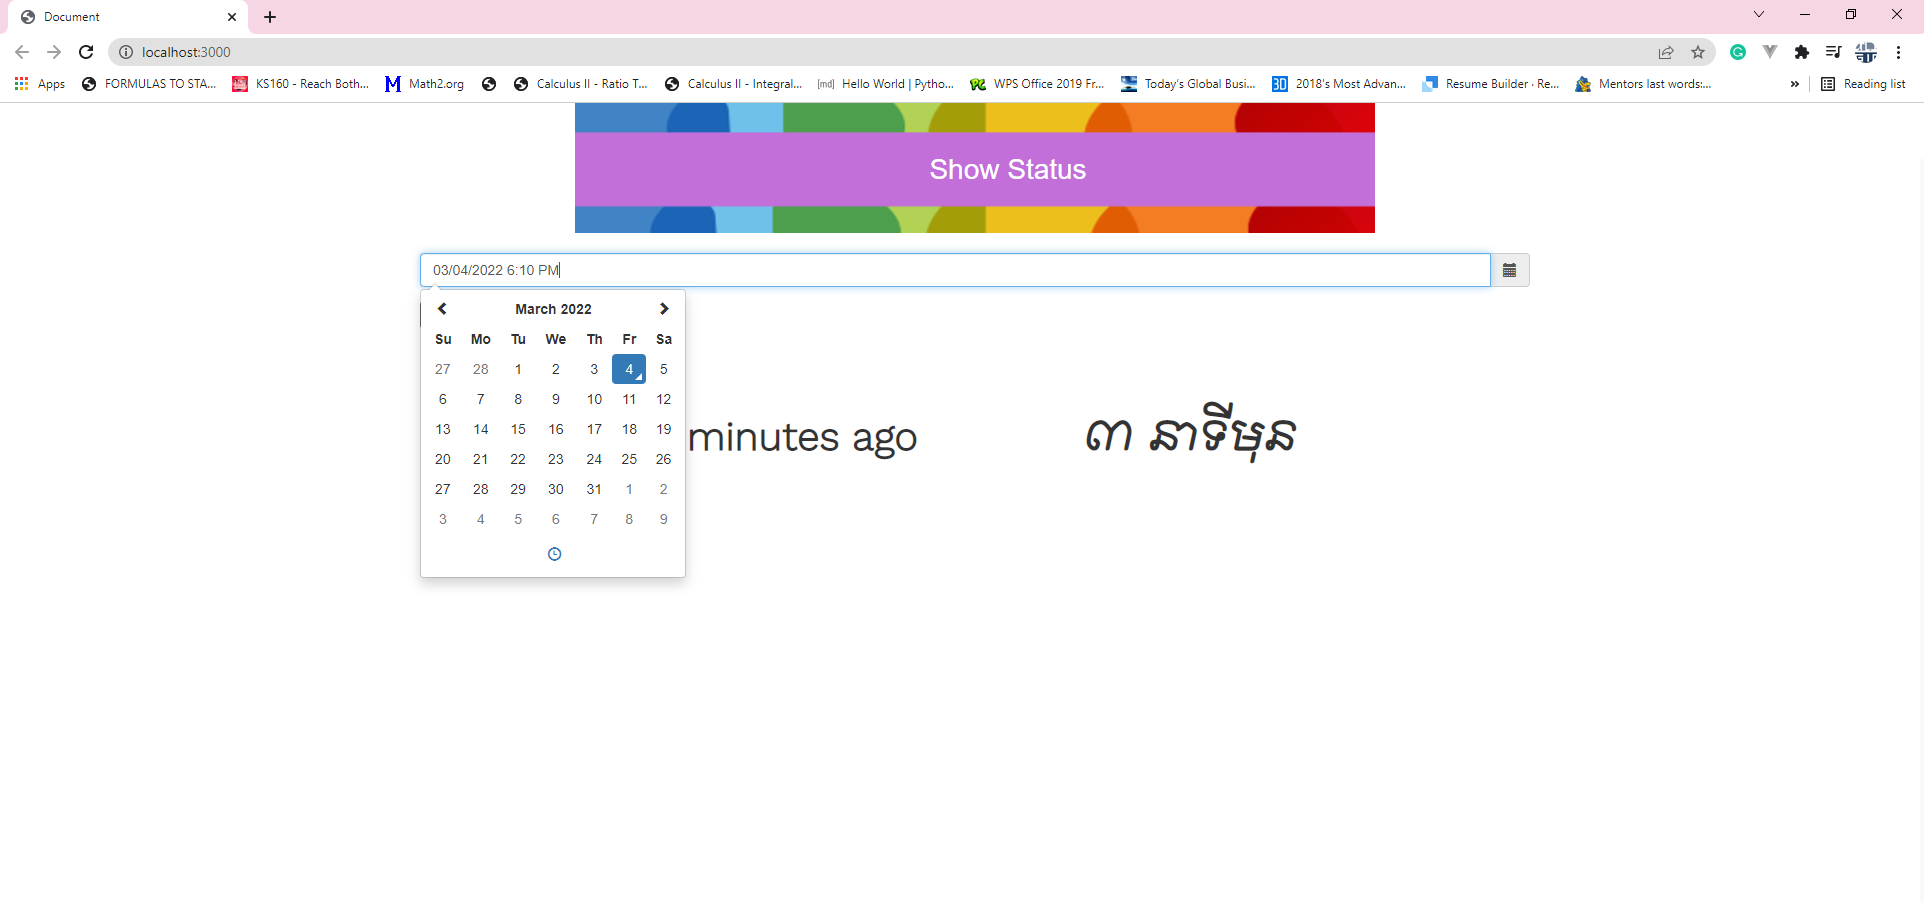 Document
localhost:3000
Apps
FORMULAS TO STA...
KS160 - Reach Both...
Math2.org
Calculus II - Ratio T...
Calculus II - Integral...
[md] Hello World | Pytho...
WPS Office 2019 Fr...
Today's Global Busi...
3D 2018's Most Advan...
Resume Builder · Re...
Mentors last words:...
»
Reading list
Show Status
03/04/2022 6:10 PM
March 2022
Su Mo Tu We Th Fr Sa
27 28 1 2 3 4 5
6 7 8 9 10 11 12
13 14 15 16 17 18 19
20 21 22 23 24 25 26
27 28 29 30 31 1 2
3 4 5 6 7 8 9
minutes ago
៣ នាទីមុន